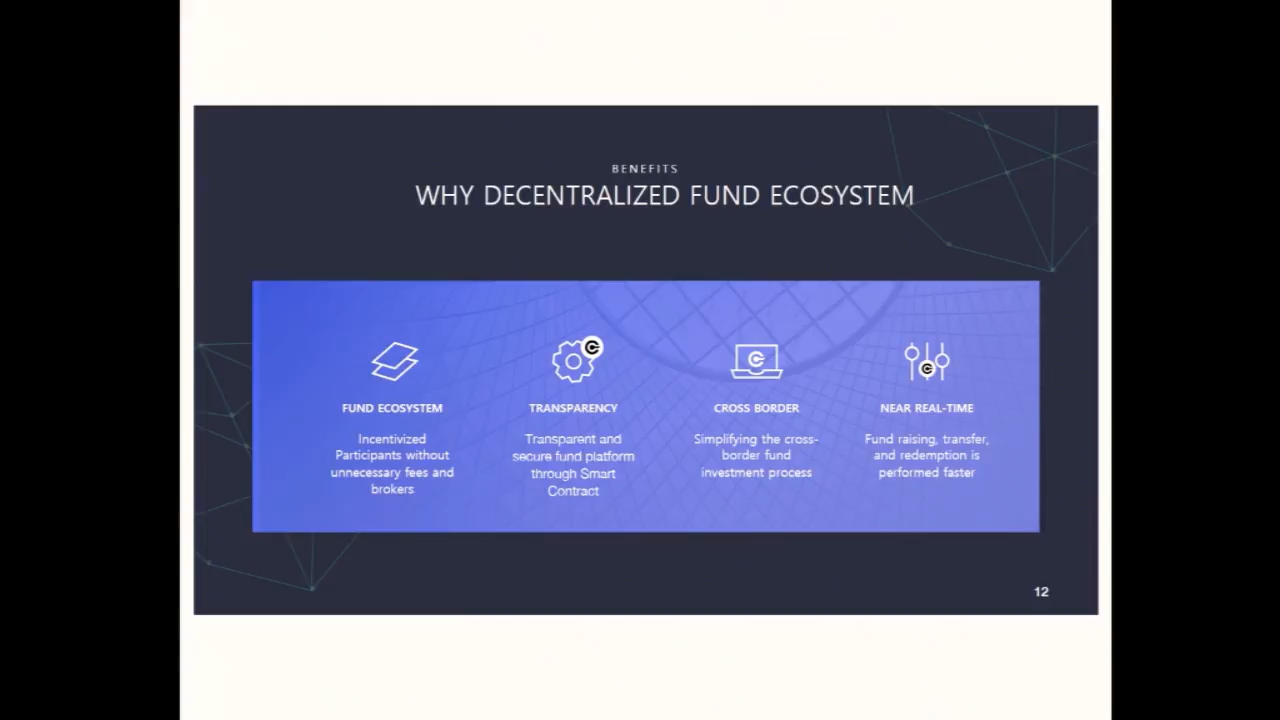 BENEFITS
WHY DECENTRALIZED FUND ECOSYSTEM
FUND ECOSYSTEM
Incentivized
Participants without
unnecessary fees and
brokers
TRANSPARENCY
Transparent and
secure fund platform
through Smart
Contract
CROSS BORDER
Simplifying the cross-
border fund
investment process
NEAR REAL-TIME
Fund raising, transfer,
and redemption is
performed faster
12